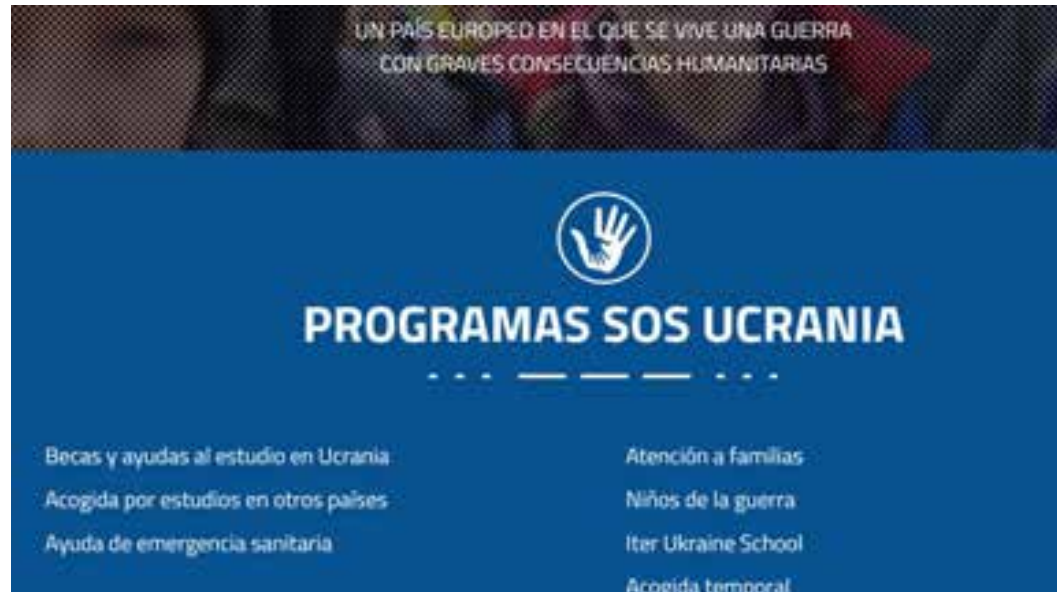 UN PAÍS EUROPEO EN EL QUE SE VIVE UNA GUERRA
CON GRAVES CONSECUENCIAS HUMANITARIAS
PROGRAMAS SOS UCRANIA
Becas y ayudas al estudio en Ucrania
Acogida por estudios en otros países
Ayuda de emergencia sanitaria
Atención a familias
Niños de la guerra
Iter Ukraine School
Acogida temporal